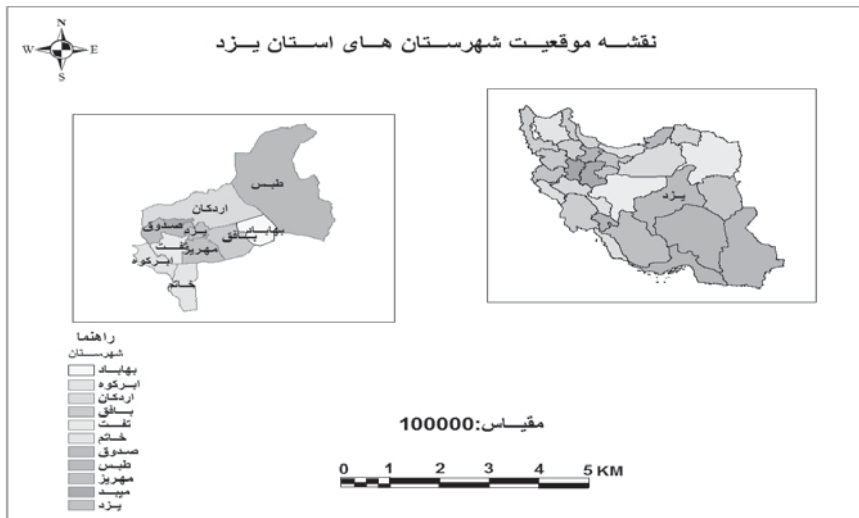 N
W E
S
نقشه موقعیت شهرستان های استان یزد
طبس
اردکان
صدوق
یزد
بافق
بهاباد
تفت
مهریز
ابرکوه
خاتم
یزد
راهنما
شهرستان
بهاباد
ابرکوه
اردکان
بافق
تفت
خاتم
صدوق
طبس
مهریز
میبد
یزد
مقیاس:100000
0 1 2 3 4 5 KM